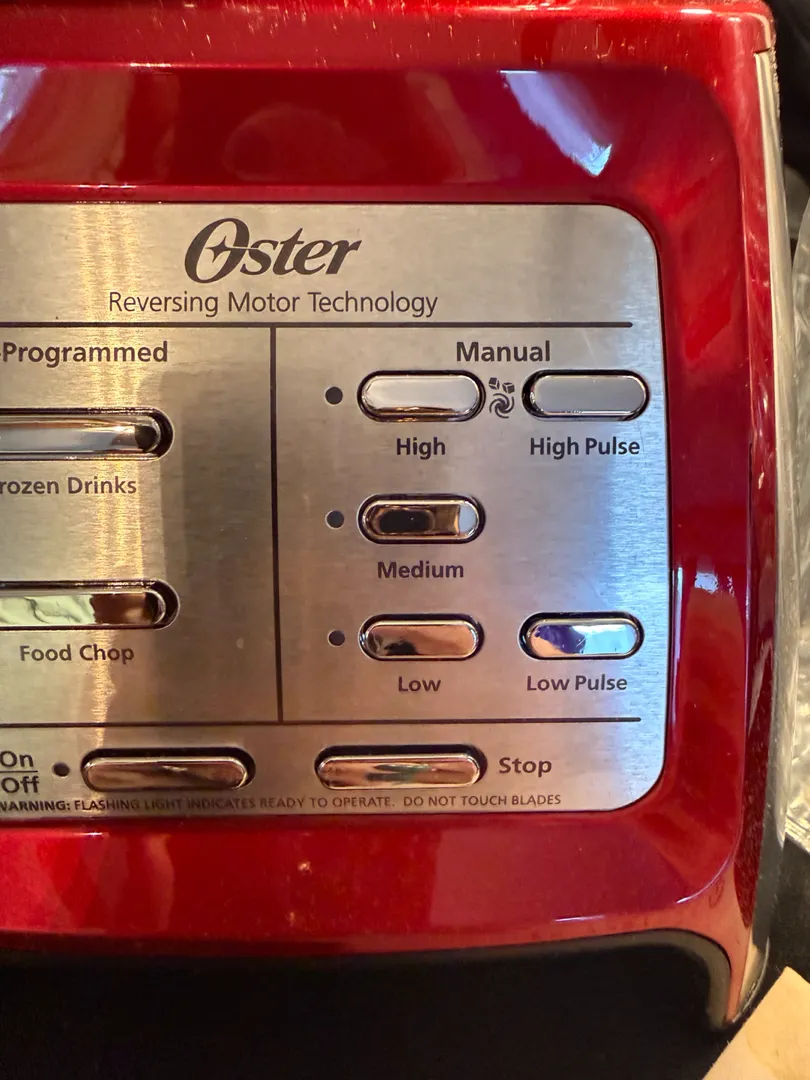 Oster
Reversing Motor Technology
-Programmed
Manual
High
High Pulse
rozen Drinks
Medium
Food Chop
Low
Low Pulse
On
Off
Stop
WARNING: FLASHING LIGHT INDICATES READY TO OPERATE. DO NOT TOUCH BLADES